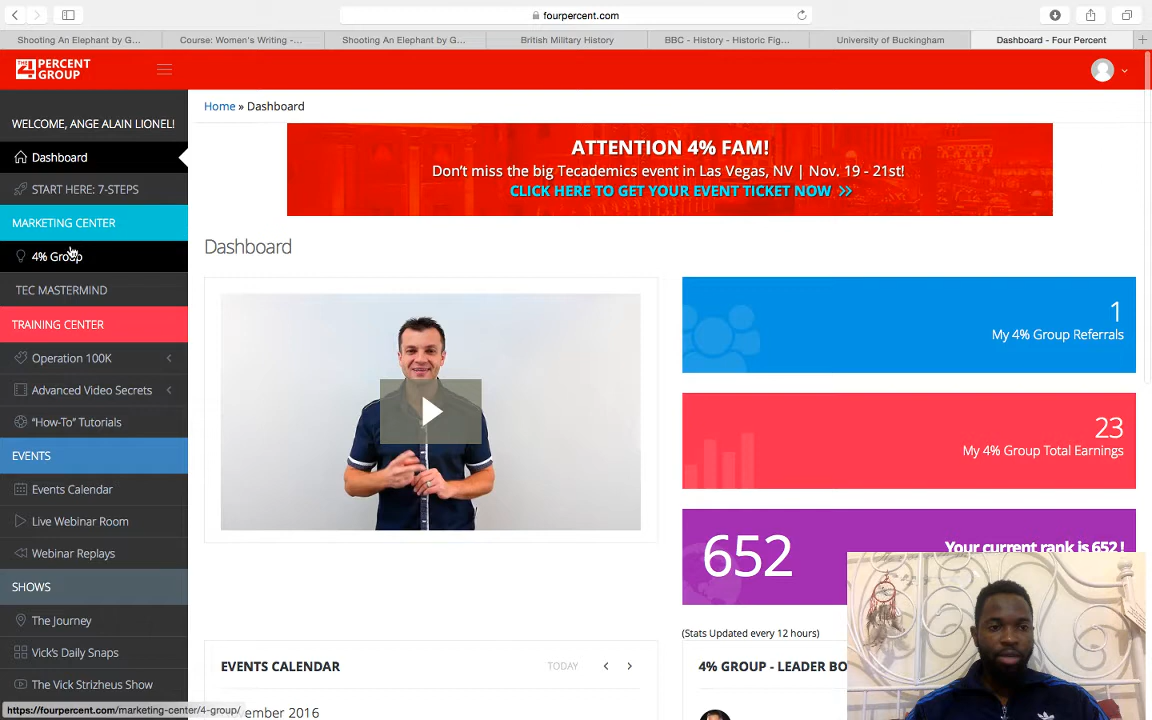 fourpercent.com
Shooting An Elephant by G...
Course: Women's Writing -...
Shooting An Elephant by G...
British Military History
BBC - History - Historic Fig...
University of Buckingham
Dashboard - Four Percent
THE 4 PERCENT
GROUP
WELCOME, ANGE ALAIN LIONEL!
Dashboard
START HERE: 7-STEPS
MARKETING CENTER
4% Group
TEC MASTERMIND
TRAINING CENTER
Operation 100K
Advanced Video Secrets
"How-To" Tutorials
EVENTS
Events Calendar
Live Webinar Room
Webinar Replays
SHOWS
The Journey
Vick's Daily Snaps
The Vick Strizheus Show
https://fourpercent.com/marketing-center/4-group/
Home » Dashboard
ATTENTION 4% FAM!
Don't miss the big Tecademics event in Las Vegas, NV | Nov. 19 - 21st!
CLICK HERE TO GET YOUR EVENT TICKET NOW >>
Dashboard
1
My 4% Group Referrals
23
My 4% Group Total Earnings
652
Your current rank is 652!
(Stats Updated every 12 hours)
EVENTS CALENDAR
TODAY
4% GROUP - LEADER BO
ember 2016